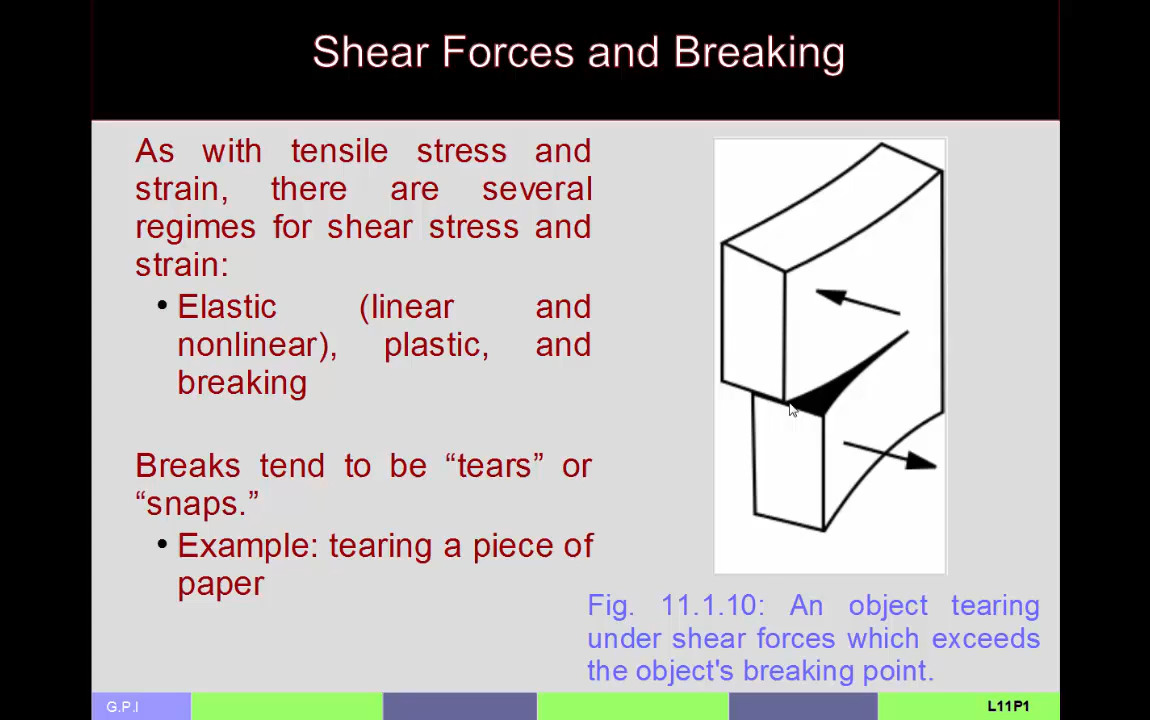 Shear Forces and Breaking
As with tensile stress and
strain, there are several
regimes for shear stress and
strain:
• Elastic (linear and
nonlinear), plastic, and
breaking
Breaks tend to be “tears” or
“snaps.”
• Example: tearing a piece of
paper
Fig. 11.1.10: An object tearing
under shear forces which exceeds
the object's breaking point.
G.P.I
L11P1